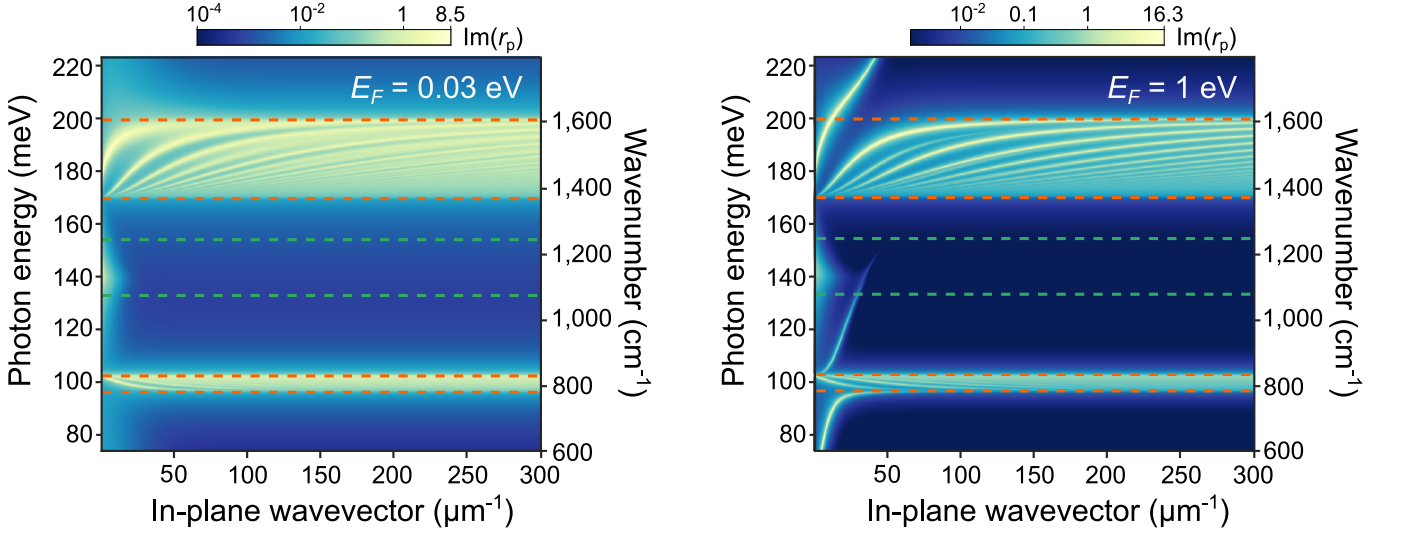 10-4 10-2 1 8.5
Im(rp)
EF = 0.03 eV
220
200
180
160
140
120
100
80
Photon energy (meV)
1,600
1,400
1,200
1,000
800
600
Wavenumber (cm-1)
50 100 150 200 250 300
In-plane wavevector (µm-1)
10-2 0.1 1 16.3
Im(rp)
EF = 1 eV
220
200
180
160
140
120
100
80
Photon energy (meV)
1,600
1,400
1,200
1,000
800
600
Wavenumber (cm-1)
50 100 150 200 250 300
In-plane wavevector (µm-1)